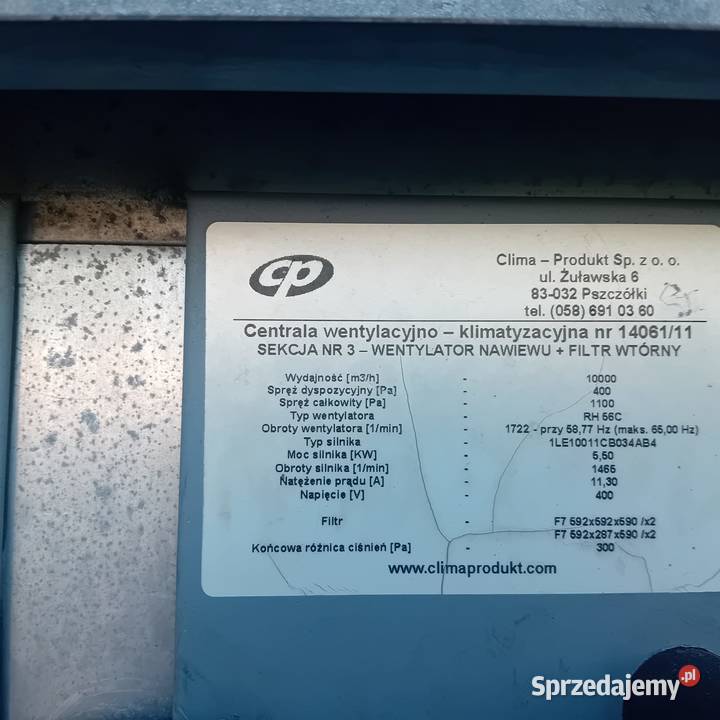 cp
Clima – Produkt Sp. z o. o.
ul. Żuławska 6
83-032 Pszczółki
tel. (058) 691 03 60
Centrala wentylacyjno – klimatyzacyjna nr 14061/11
SEKCJA NR 3 – WENTYLATOR NAWIEWU + FILTR WTÓRNY
Wydajność [m3/h] - 10000
Spręż dyspozycyjny [Pa] - 400
Spręż całkowity [Pa] - 1100
Typ wentylatora - RH 56C
Obroty wentylatora [1/min] - 1722 - przy 58,77 Hz (maks. 65,00 Hz)
Typ silnika - 1LE10011CB034AB4
Moc silnika [KW] - 5,50
Obroty silnika [1/min] - 1465
Natężenie prądu [A] - 11,30
Napięcie [V] - 400
Filtr - F7 592x592x590 /x2
F7 592x287x590 /x2
Końcowa różnica ciśnień [Pa] - 300
www.climaprodukt.com
Sprzedajemy.pl